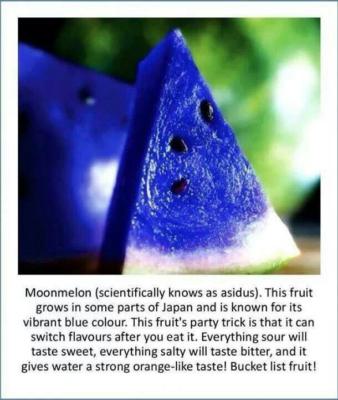 Moonmelon (scientifically knows as asidus). This fruit
grows in some parts of Japan and is known for its
vibrant blue colour. This fruit's party trick is that it can
switch flavours after you eat it. Everything sour will
taste sweet, everything salty will taste bitter, and it
gives water a strong orange-like taste! Bucket list fruit!